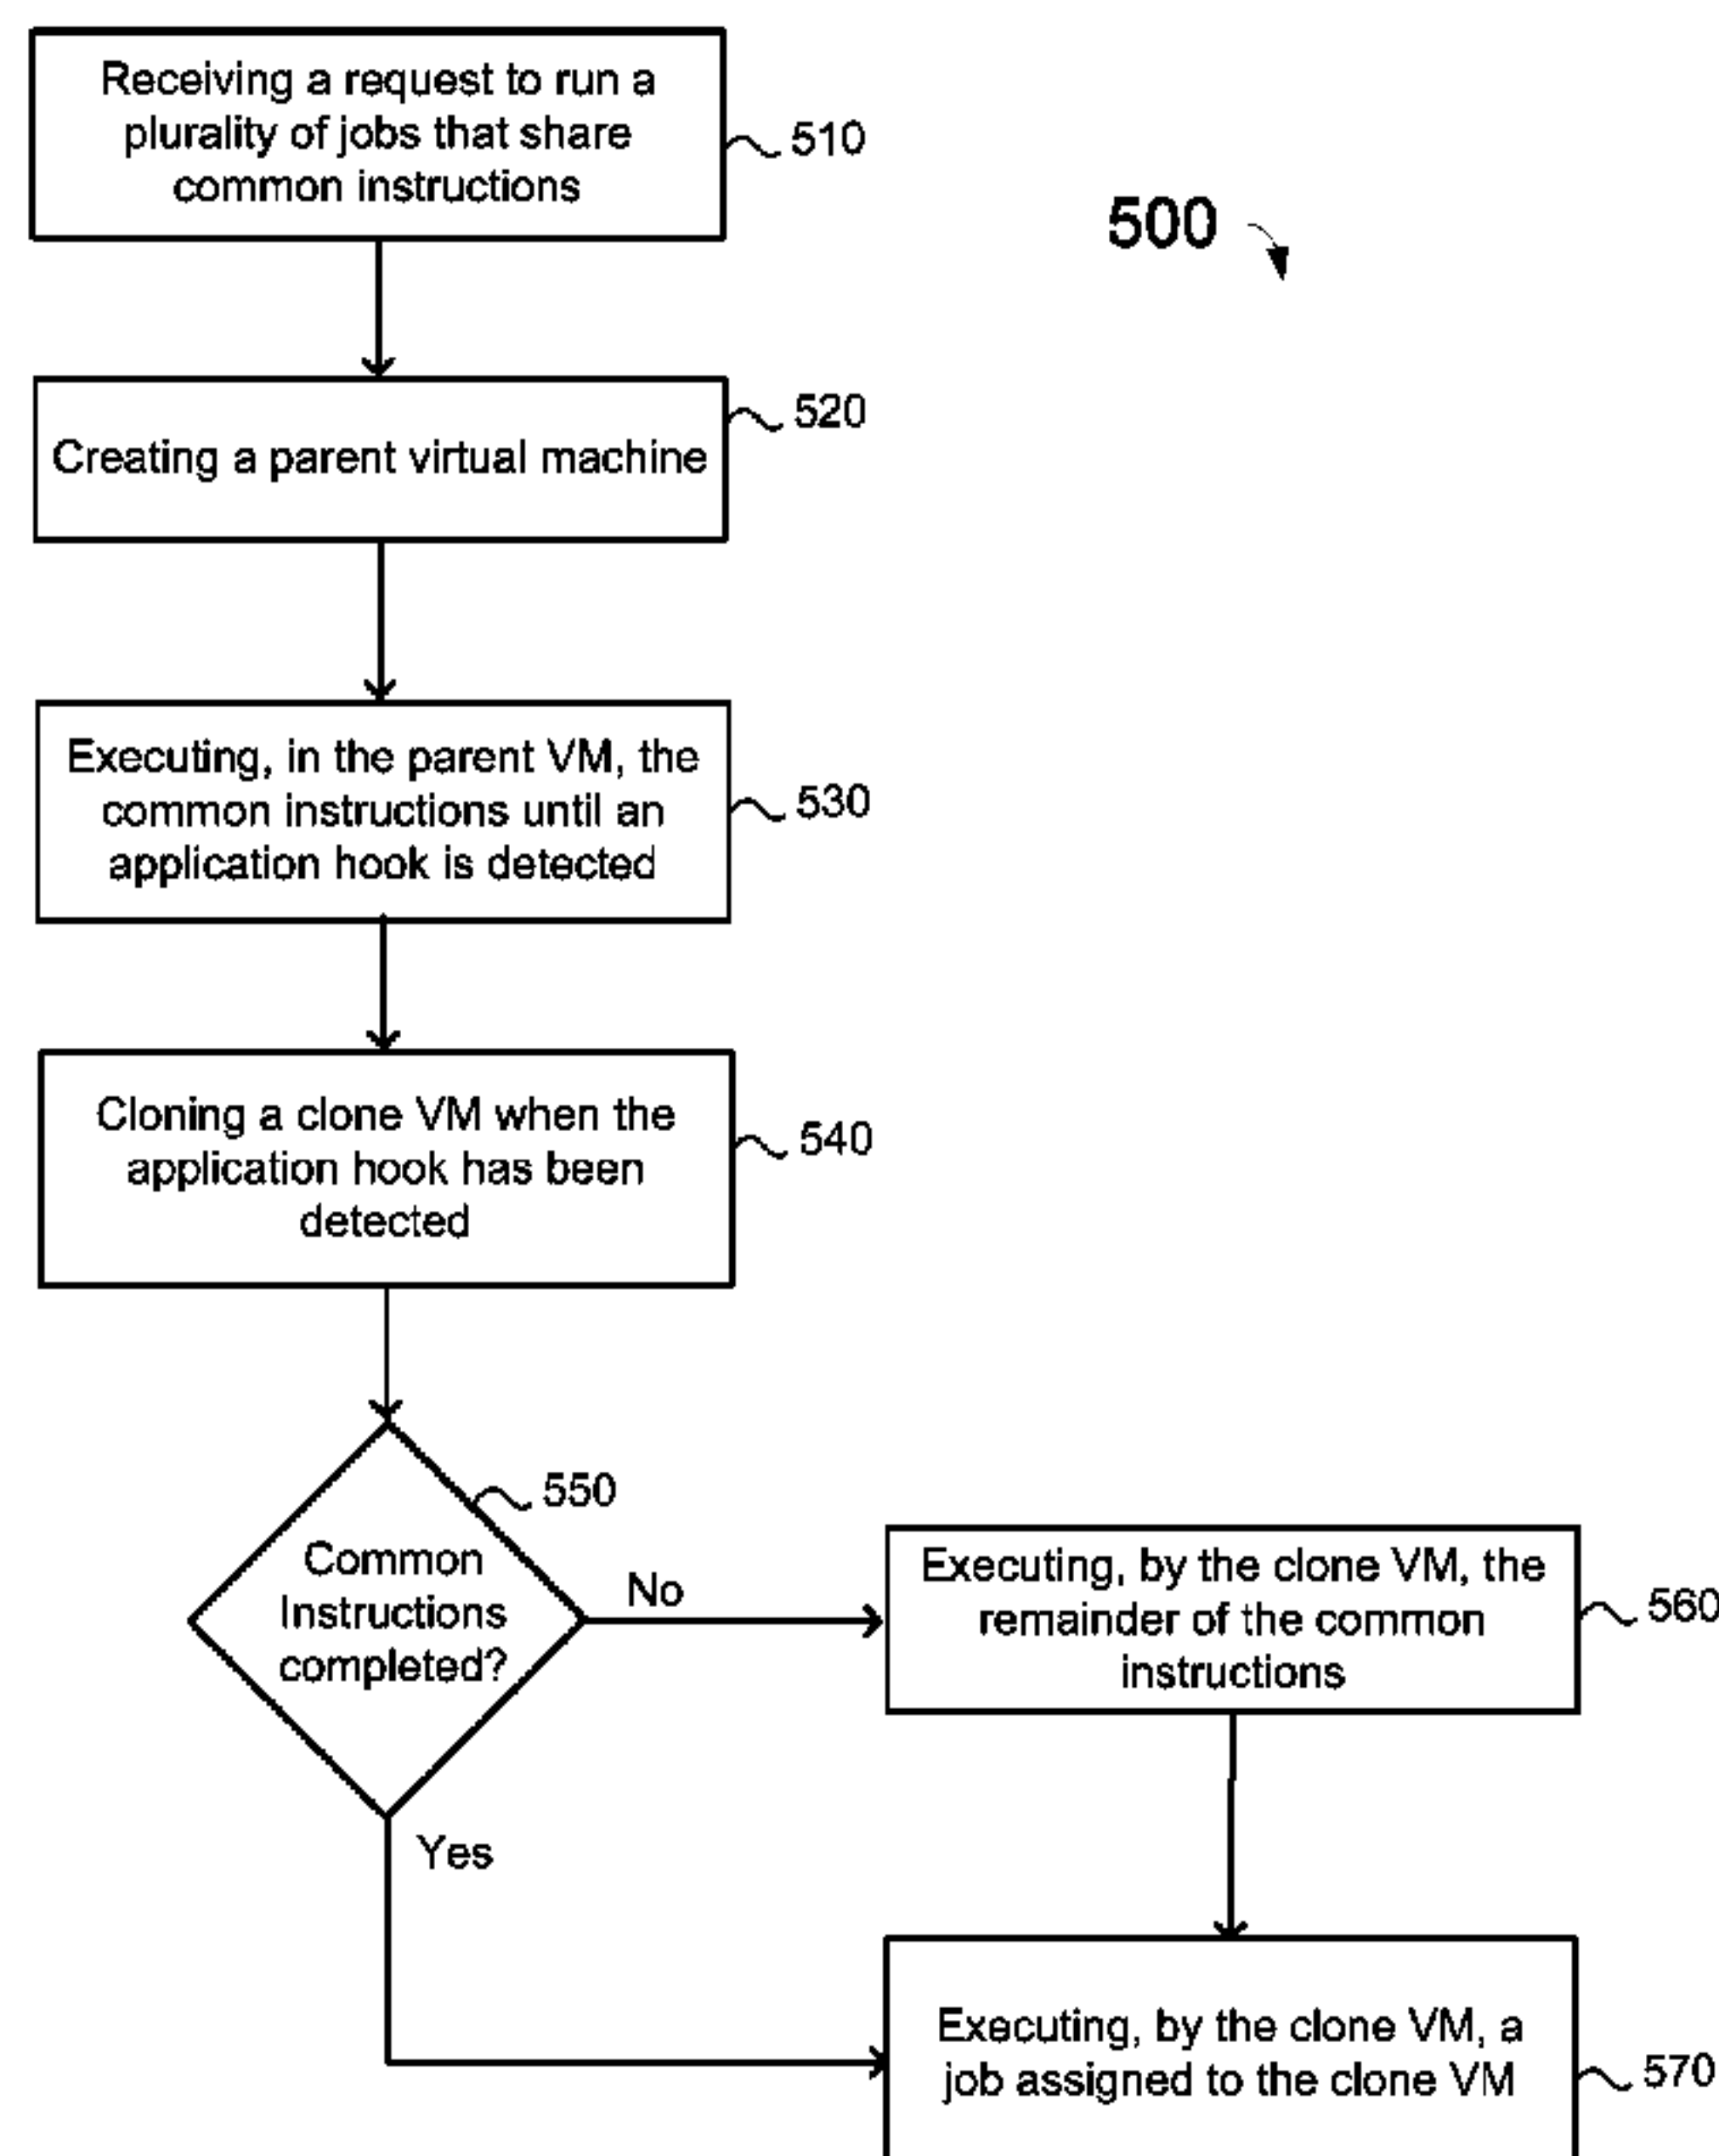 Receiving a request to run a
plurality of jobs that share
common instructions
510
500
Creating a parent virtual machine
520
Executing, in the parent VM, the
common instructions until an
application hook is detected
530
Cloning a clone VM when the
application hook has been
detected
540
Common
Instructions
completed?
550
No
Yes
Executing, by the clone VM, the
remainder of the common
instructions
560
Executing, by the clone VM, a
job assigned to the clone VM
570